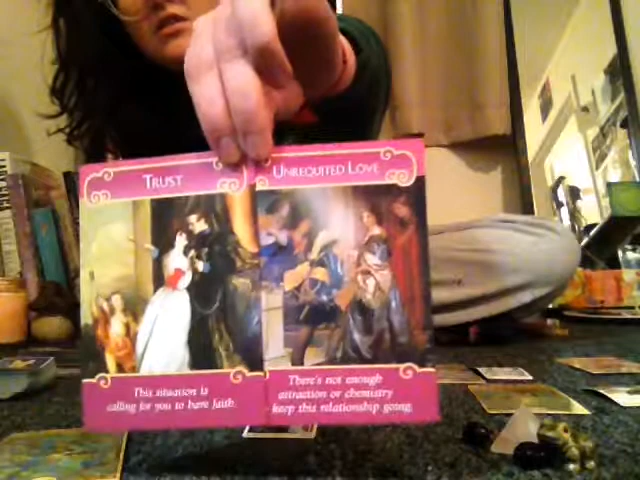 TRUST
This situation is
calling for you to have faith.
UNREQUITED LOVE
There's not enough
attraction or chemistry
keep this relationship going.